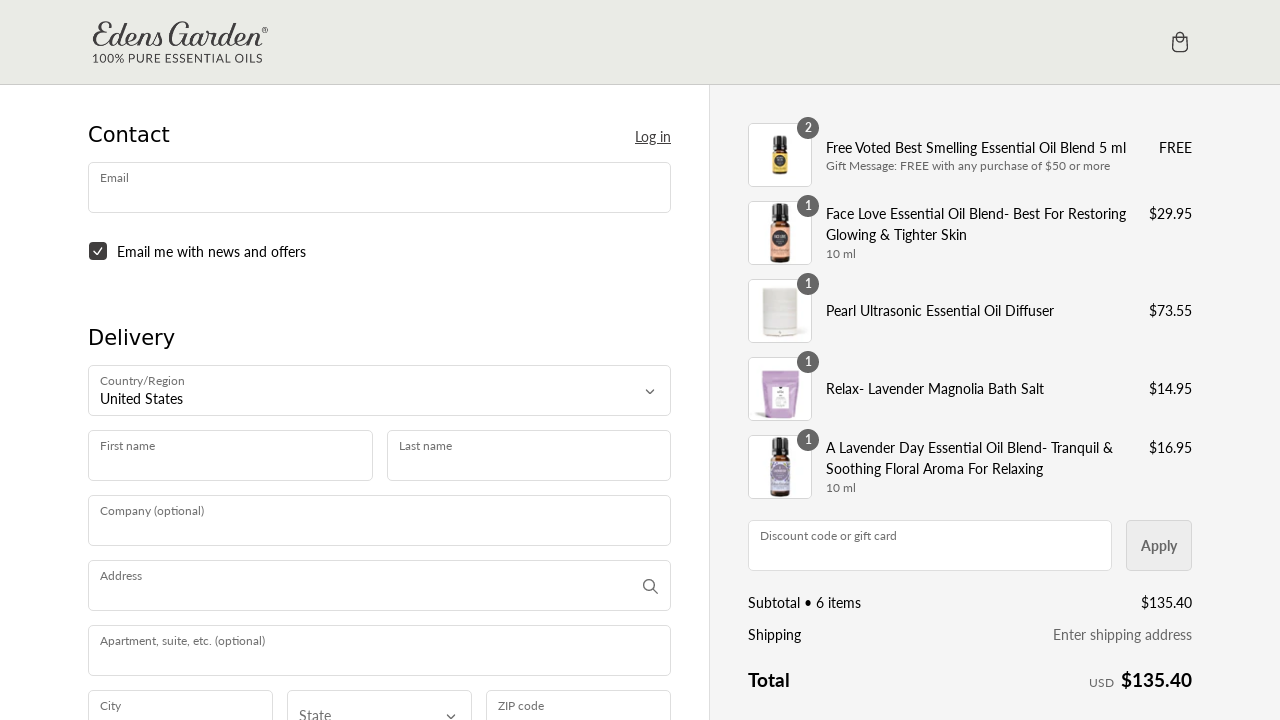 Edens Garden®
100% PURE ESSENTIAL OILS
Contact
Log in
Email
Email me with news and offers
Delivery
Country/Region
United States
First name
Last name
Company (optional)
Address
Apartment, suite, etc. (optional)
City
State
ZIP code
2
Free Voted Best Smelling Essential Oil Blend 5 ml
FREE
Gift Message: FREE with any purchase of $50 or more
1
Face Love Essential Oil Blend- Best For Restoring
$29.95
Glowing & Tighter Skin
10 ml
1
Pearl Ultrasonic Essential Oil Diffuser
$73.55
1
Relax- Lavender Magnolia Bath Salt
$14.95
1
A Lavender Day Essential Oil Blend- Tranquil &
$16.95
Soothing Floral Aroma For Relaxing
10 ml
Discount code or gift card
Apply
Subtotal • 6 items
$135.40
Shipping
Enter shipping address
Total
USD $135.40